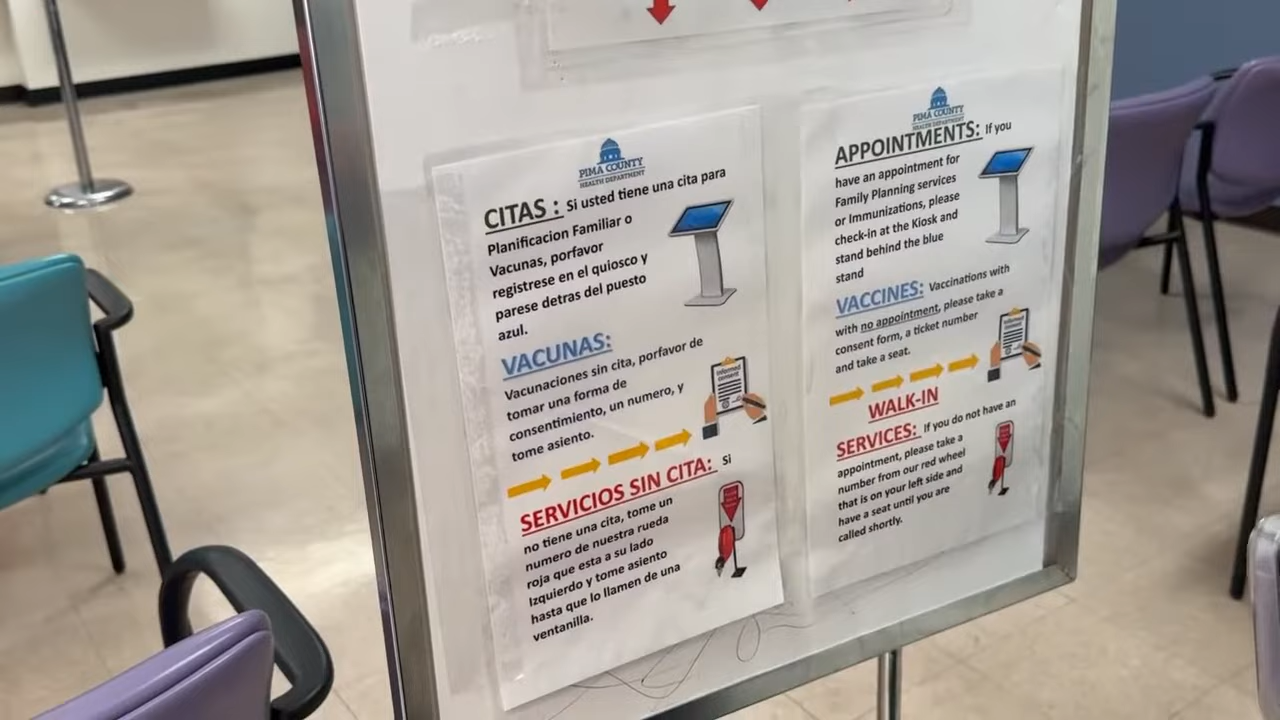 PIMA COUNTY
HEALTH DEPARTMENT
CITAS : Si usted tiene una cita para
Planificacion Familiar o
Vacunas, porfavor
registrese en el quiosco y
parese detras del puesto
azul.
VACUNAS:
Vacunaciones sin cita, porfavor de
tomar una forma de
consentimiento, un numero, y
tome asiento.
Informed
consent
SERVICIOS SIN CITA: Si
no tiene una cita, tome un
numero de nuestra rueda
roja que esta a su lado
Izquierdo y tome asiento
hasta que lo llamen de una
ventanilla.
PIMA COUNTY
HEALTH DEPARTMENT
APPOINTMENTS: If you
have an appointment for
Family Planning services
or Immunizations, please
check-in at the Kiosk and
stand behind the blue
stand
VACCINES: Vaccinations with
with no appointment, please take a
consent form, a ticket number
and take a seat.
Informed
consent
WALK-IN
SERVICES: If you do not have an
appointment, please take a
number from our red wheel
that is on your left side and
have a seat until you are
called shortly.